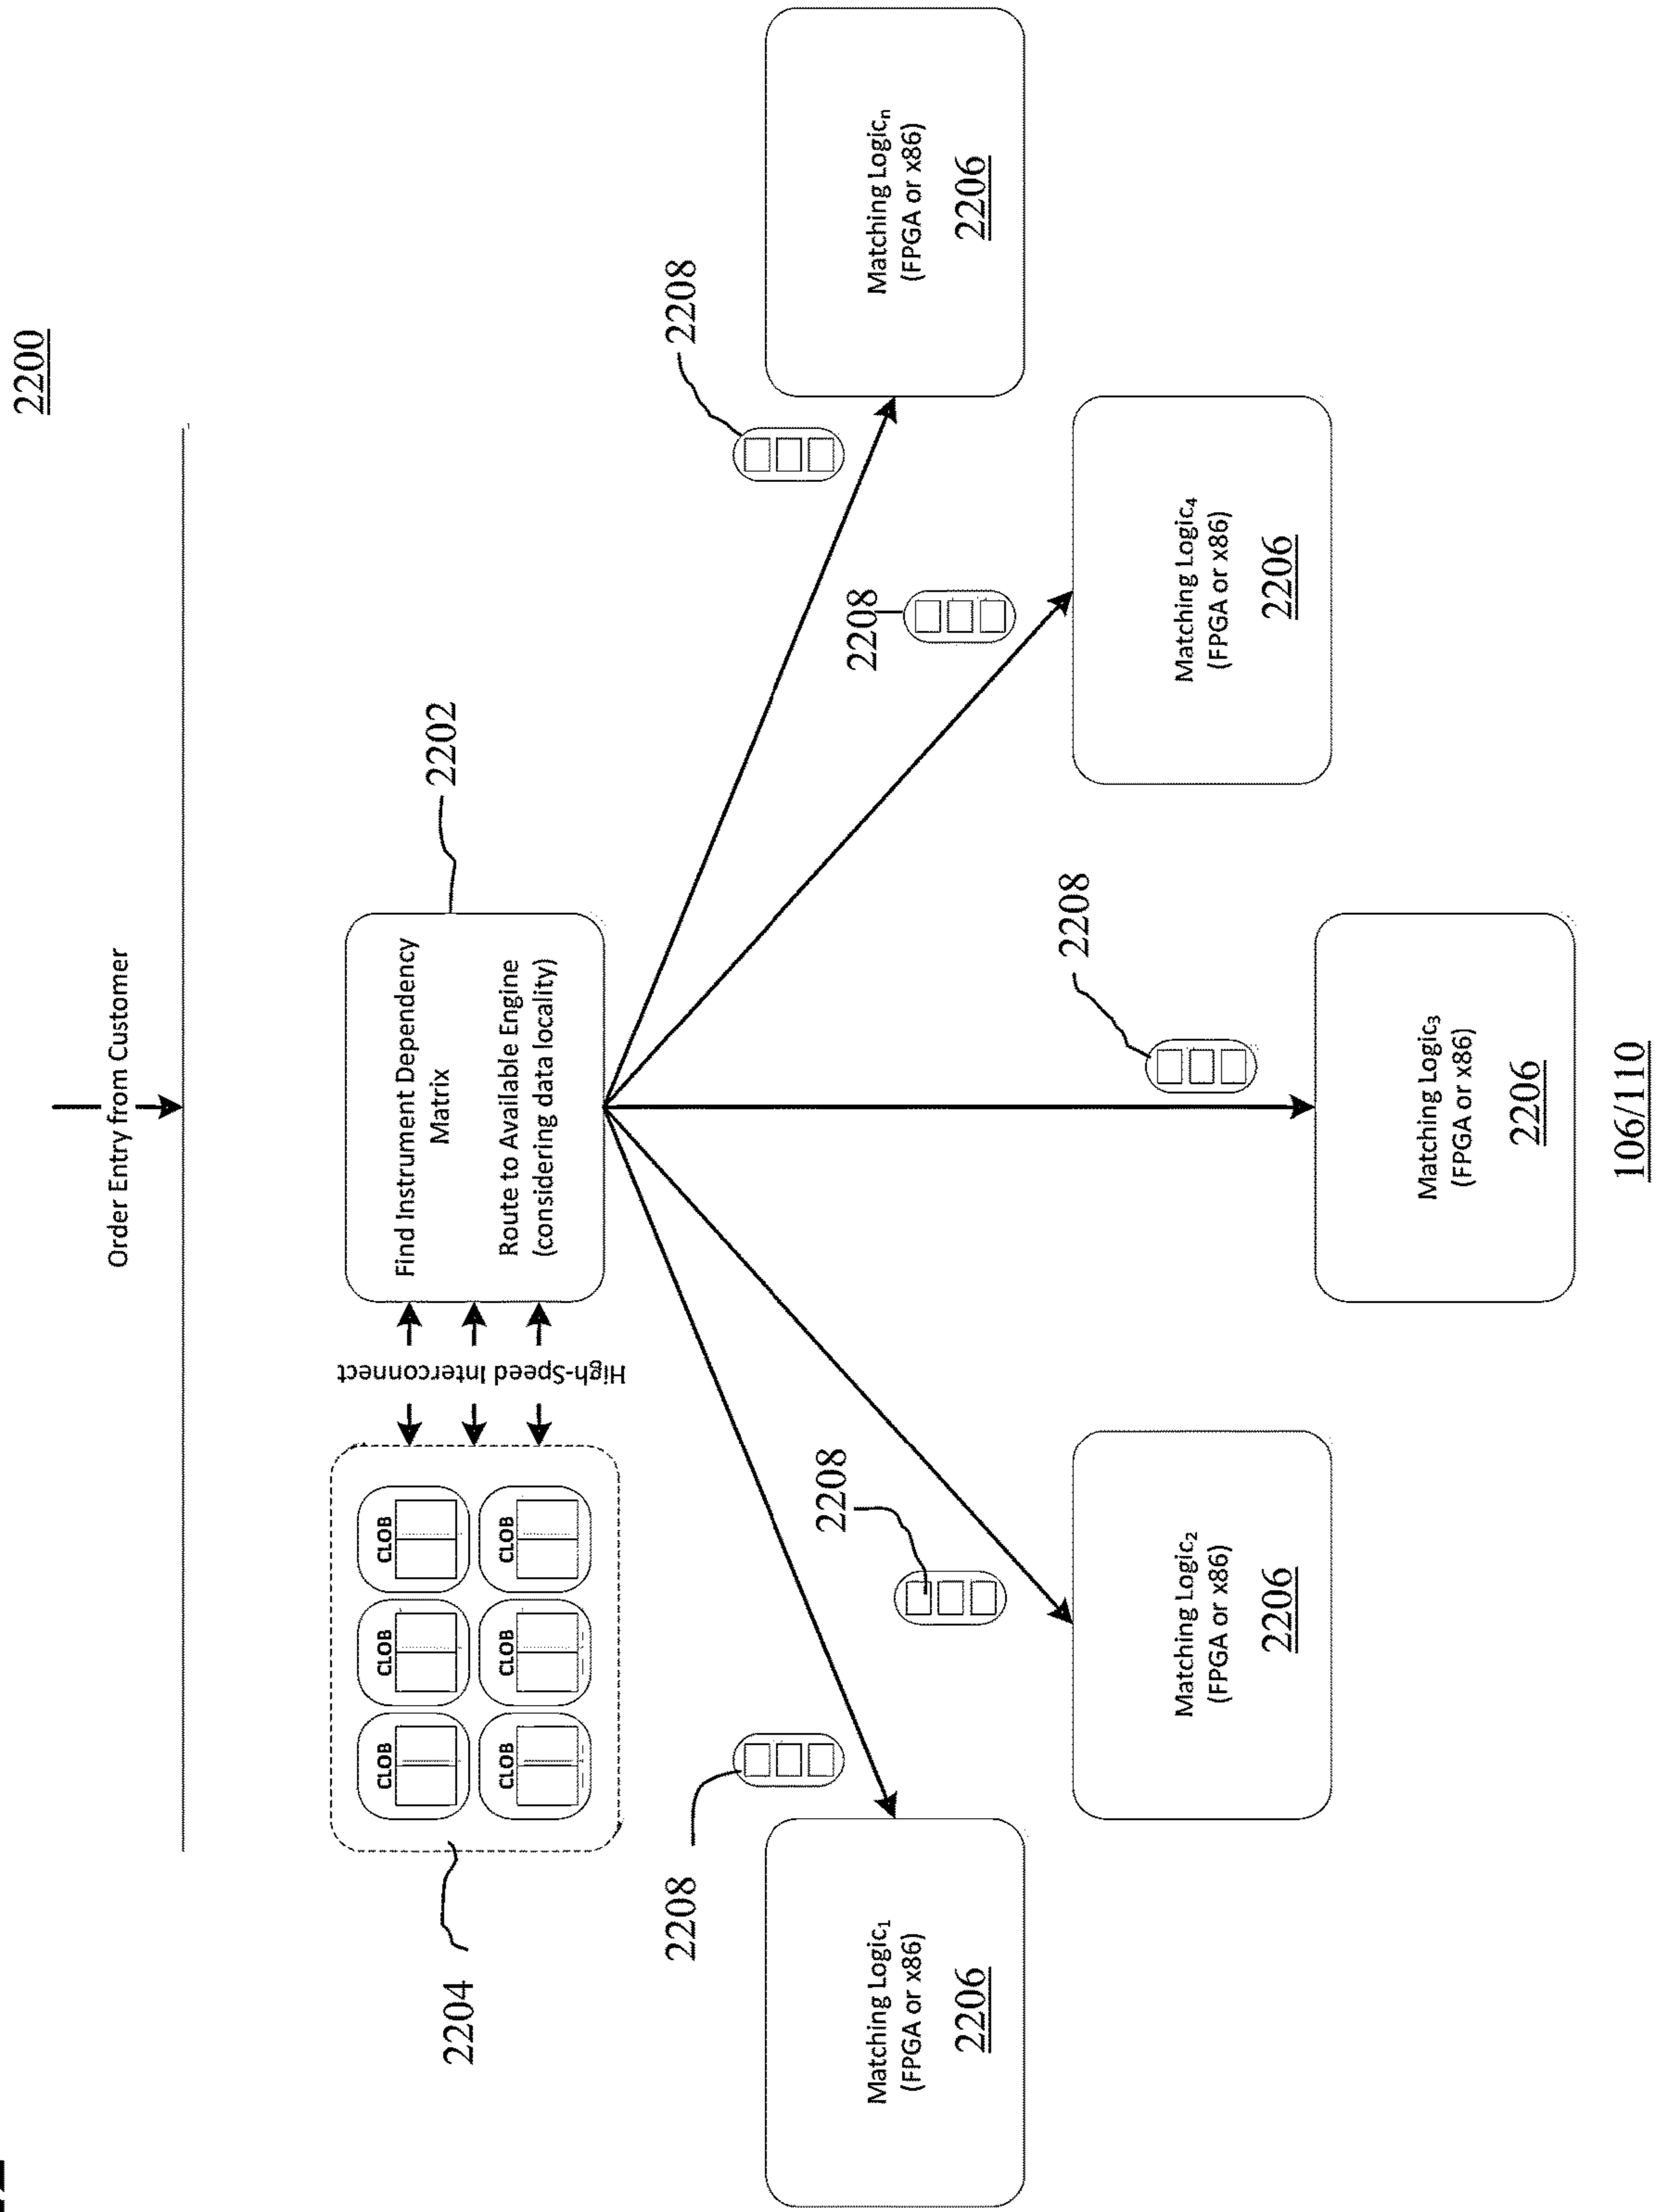 2200
Order Entry from Customer
2204
CLOB
CLOB
CLOB
CLOB
CLOB
CLOB
High-Speed Interconnect
Find Instrument Dependency
Matrix
Route to Available Engine
(considering data locality)
2202
2208
2208
2208
2208
2208
Matching Logic₁
(FPGA or x86)
2206
Matching Logic₂
(FPGA or x86)
2206
Matching Logic₃
(FPGA or x86)
2206
Matching Logic₄
(FPGA or x86)
2206
Matching Logicₙ
(FPGA or x86)
2206
106/110